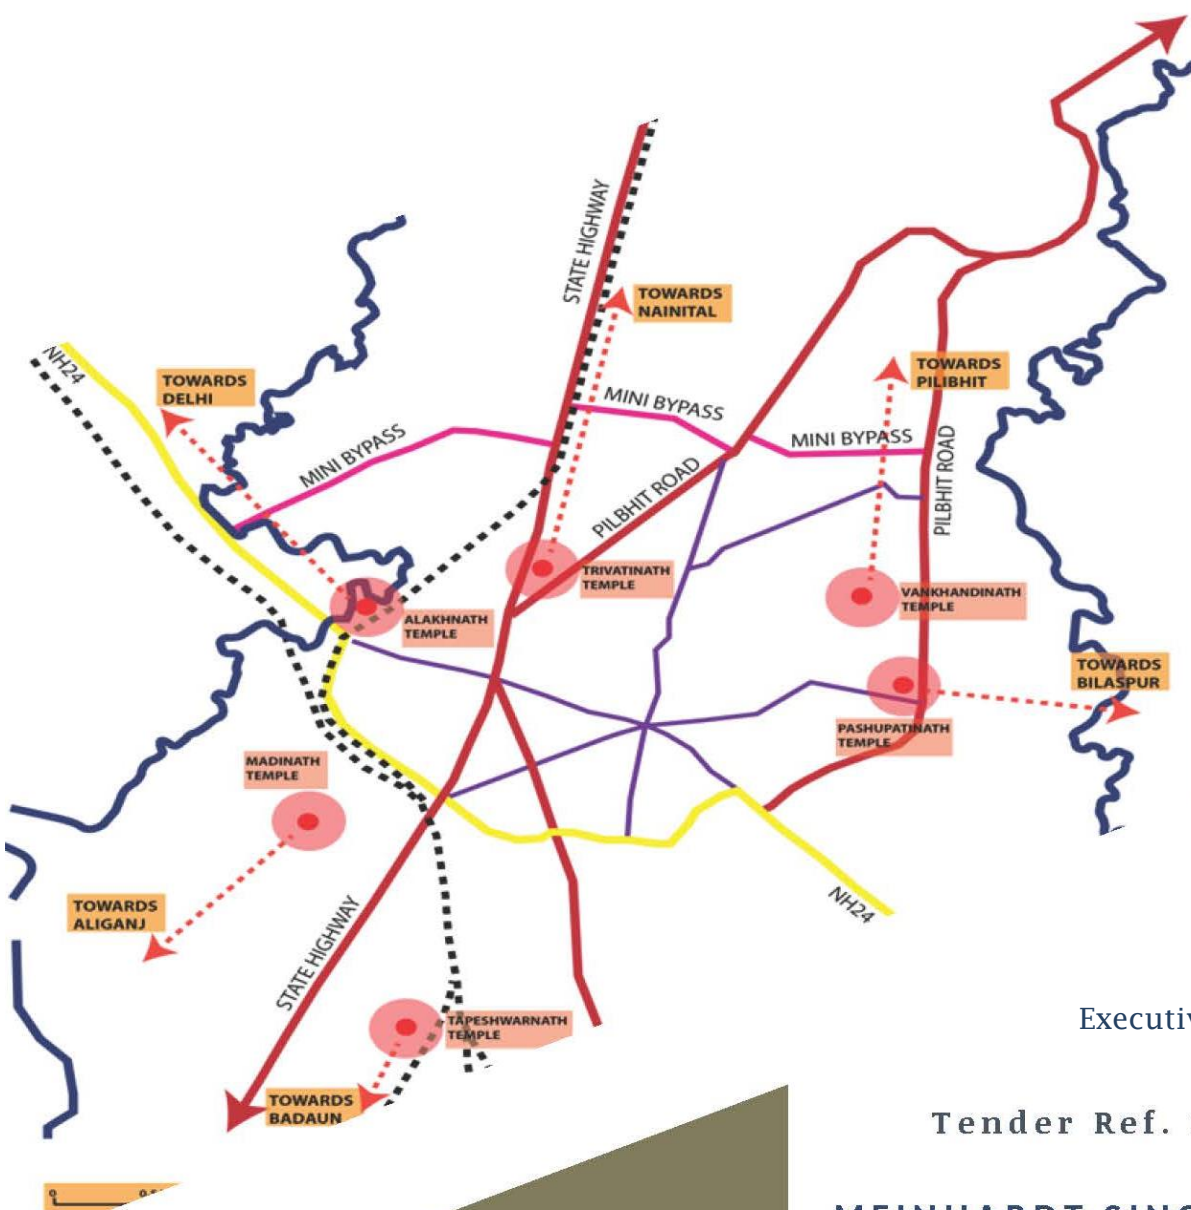 STATE HIGHWAY
TOWARDS
NAINITAL
NH24
TOWARDS
DELHI
TOWARDS
PILIBHIT
MINI BYPASS
MINI BYPASS
MINI BYPASS
PILBHIT ROAD
PILBHIT ROAD
TRIVATINATH
TEMPLE
VANKHANDINATH
TEMPLE
ALAKHNATH
TEMPLE
TOWARDS
BILASPUR
PASHUPATINATH
TEMPLE
MADINATH
TEMPLE
TOWARDS
ALIGANJ
NH24
STATE HIGHWAY
TAPESHWARNATH
TEMPLE
TOWARDS
BADAUN
Executiv
Tender Ref.
0